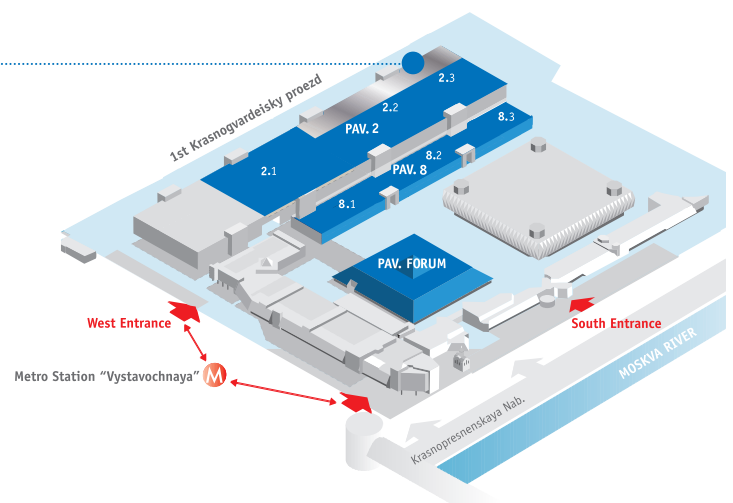 1st Krasnogvardeisky proezd
2.3
2.2
PAV. 2
2.1
8.3
8.2
PAV. 8
8.1
PAV. FORUM
West Entrance
South Entrance
Metro Station “Vystavochnaya”
M
MOSKVA RIVER
Krasnopresnenskaya Nab.